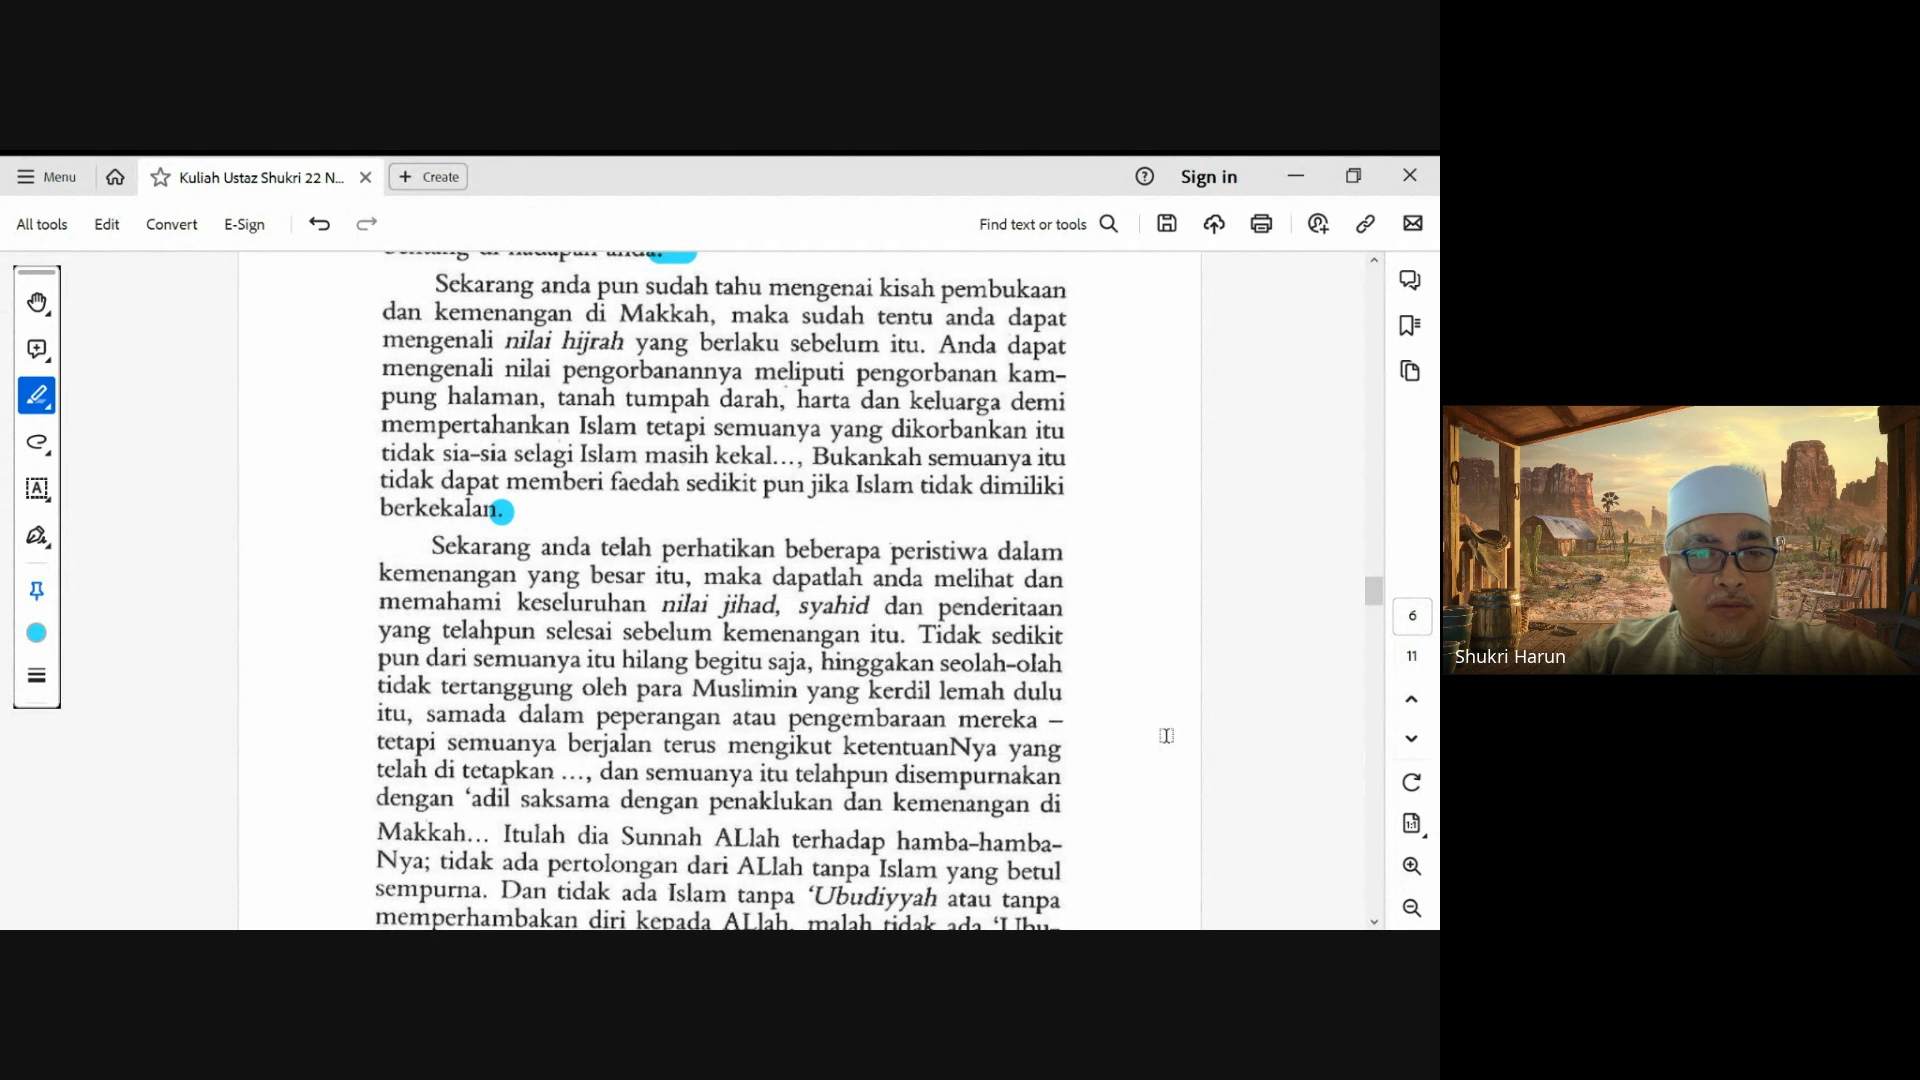 Menu
Kuliah Ustaz Shukri 22 N...
Create
Sign in
All tools
Edit
Convert
E-Sign
Find text or tools
anda.
Sekarang anda pun sudah tahu mengenai kisah pembukaan
dan kemenangan di Makkah, maka sudah tentu anda dapat
mengenali nilai hijrah yang berlaku sebelum itu. Anda dapat
mengenali nilai pengorbanannya meliputi pengorbanan kam-
pung halaman, tanah tumpah darah, harta dan keluarga demi
mempertahankan Islam tetapi semuanya yang dikorbankan itu
tidak sia-sia selagi Islam masih kekal..., Bukankah semuanya itu
tidak dapat memberi faedah sedikit pun jika Islam tidak dimiliki
berkekalan.
Sekarang anda telah perhatikan beberapa peristiwa dalam
kemenangan yang besar itu, maka dapatlah anda melihat dan
memahami keseluruhan nilai jihad, syahid dan penderitaan
yang telahpun selesai sebelum kemenangan itu. Tidak sedikit
pun dari semuanya itu hilang begitu saja, hinggakan seolah-olah
tidak tertanggung oleh para Muslimin yang kerdil lemah dulu
itu, samada dalam peperangan atau pengembaraan mereka –
tetapi semuanya berjalan terus mengikut ketentuanNya yang
telah di tetapkan ..., dan semuanya itu telahpun disempurnakan
dengan 'adil saksama dengan penaklukan dan kemenangan di
Makkah... Itulah dia Sunnah ALlah terhadap hamba-hamba-
Nya; tidak ada pertolongan dari ALlah tanpa Islam yang betul
sempurna. Dan tidak ada Islam tanpa 'Ubudiyyah atau tanpa
memperhambakan diri kepada ALlah, malah tidak ada 'Ubu-
6
11
Shukri Harun